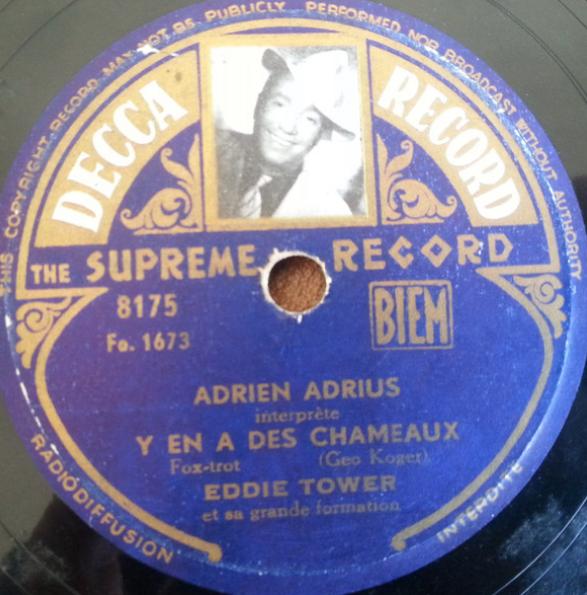 THIS COPYRIGHT RECORD MAY NOT BE PUBLICLY PERFORMED NOR BROADCAST WITHOUT AUTHORITY
DECCA RECORD
THE SUPREME RECORD
8175
BIEM
Fo. 1673
ADRIEN ADRIUS
interprète
Y EN A DES CHAMEAUX
Fox-trot (Geo Koger)
EDDIE TOWER
et sa grande formation
RADIODIFFUSION INTERDITE